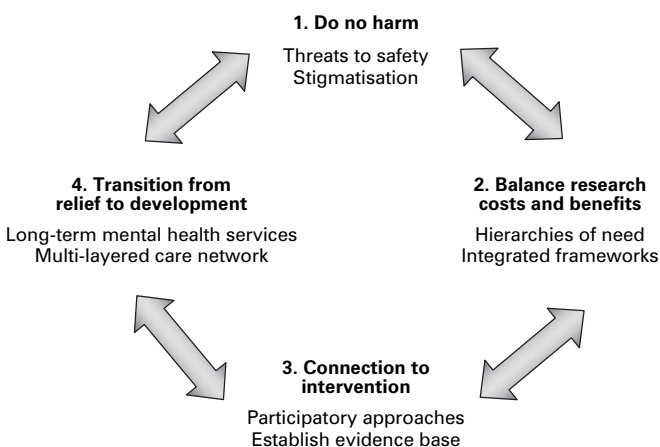 1. Do no harm
Threats to safety
Stigmatisation
2. Balance research
costs and benefits
Hierarchies of need
Integrated frameworks
3. Connection to
intervention
Participatory approaches
Establish evidence base
4. Transition from
relief to development
Long-term mental health services
Multi-layered care network